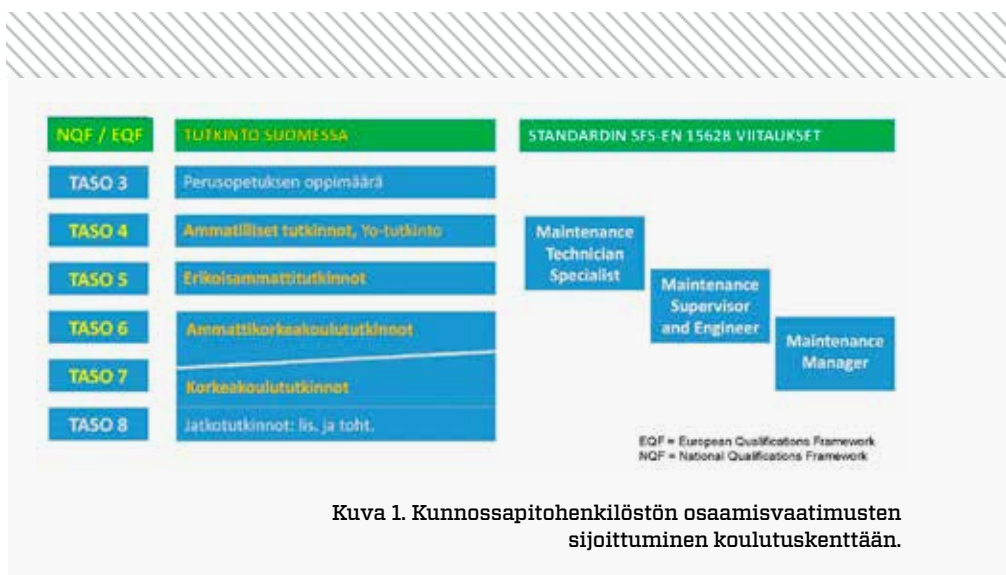 NQF / EQF
TUTKINTO SUOMESSA
STANDARDIN SFS-EN 15628 VIITAUKSET
TASO 3
Perusopetuksen oppimäärä
TASO 4
Ammatilliset tutkinnot, Yo-tutkinto
TASO 5
Erikoisammattitutkinnot
TASO 6
Ammattikorkeakoulututkinnot
TASO 7
Korkeakoulututkinnot
TASO 8
Jatkotutkinnot: lis. ja toht.
Maintenance
Technician
Specialist
Maintenance
Supervisor
and Engineer
Maintenance
Manager
EQF = European Qualifications Framework
NQF = National Qualifications Framework
Kuva 1. Kunnossapitohenkilöstön osaamisvaatimusten
sijoittuminen koulutuskenttään.